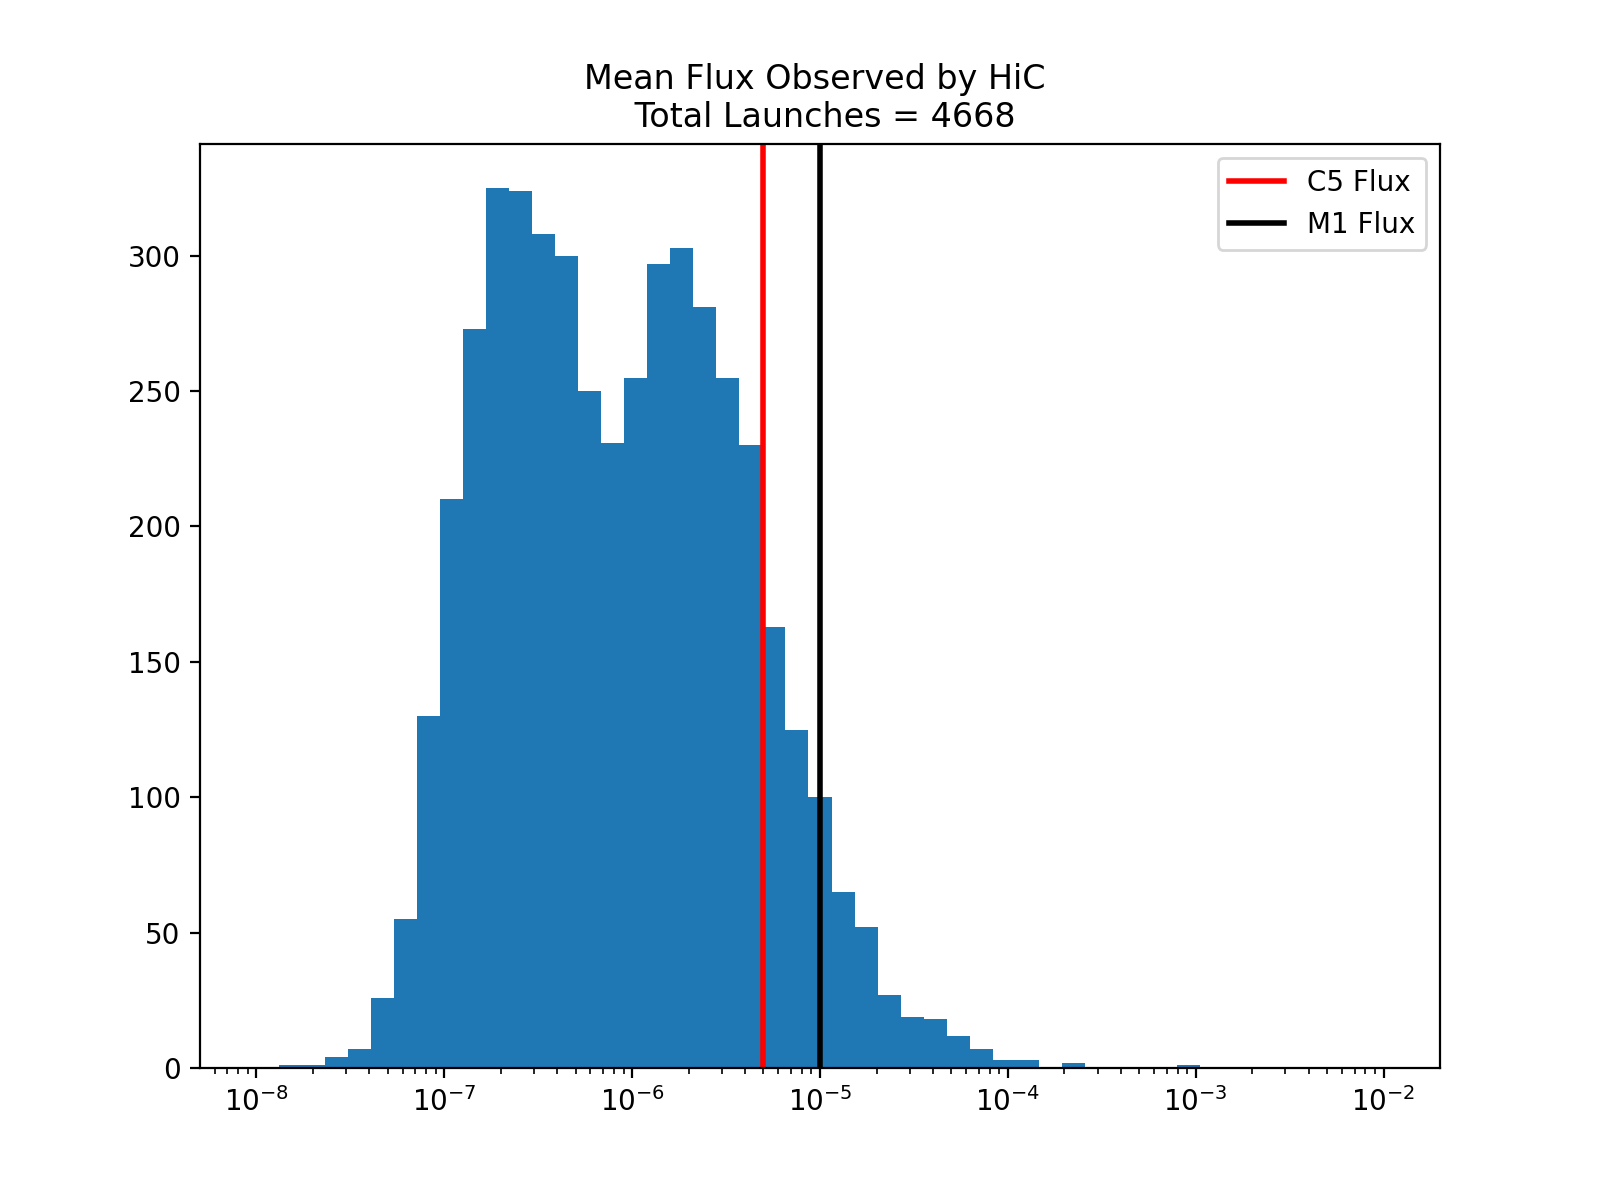 Mean Flux Observed by HiC
Total Launches = 4668
C5 Flux
M1 Flux
300
250
200
150
100
50
0
10⁻⁸ 10⁻⁷ 10⁻⁶ 10⁻⁵ 10⁻⁴ 10⁻³ 10⁻²